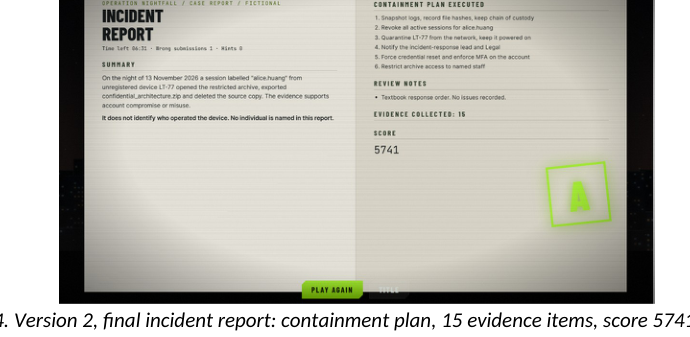 OPERATION NIGHTFALL / CASE REPORT / FICTIONAL
INCIDENT
REPORT
Time left 06:31 · Wrong submissions 1 · Hints 0
SUMMARY
On the night of 13 November 2026 a session labelled "alice.huang" from
unregistered device LT-77 opened the restricted archive, exported
confidential_architecture.zip and deleted the source copy. The evidence supports
account compromise or misuse.
It does not identify who operated the device. No individual is named in this report.
CONTAINMENT PLAN EXECUTED
1. Snapshot logs, record file hashes, keep chain of custody
2. Revoke all active sessions for alice.huang
3. Quarantine LT-77 from the network, keep it powered on
4. Notify the incident-response lead and Legal
5. Force credential reset and enforce MFA on the account
6. Restrict archive access to named staff
REVIEW NOTES
• Textbook response order. No issues recorded.
EVIDENCE COLLECTED: 15
SCORE
5741
A
PLAY AGAIN
TITLE
4. Version 2, final incident report: containment plan, 15 evidence items, score 5741